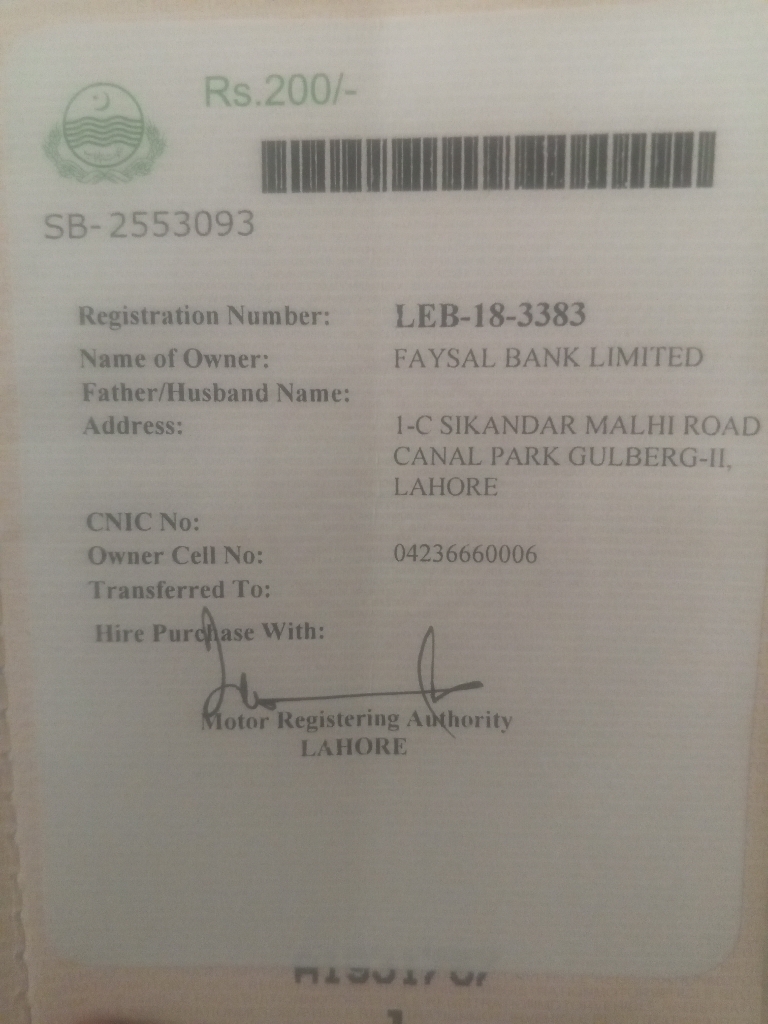 Rs.200/-
SB- 2553093
Registration Number: LEB-18-3383
Name of Owner: FAYSAL BANK LIMITED
Father/Husband Name:
Address: 1-C SIKANDAR MALHI ROAD
CANAL PARK GULBERG-II,
LAHORE
CNIC No:
Owner Cell No: 04236660006
Transferred To:
Hire Purchase With:
Motor Registering Authority
LAHORE